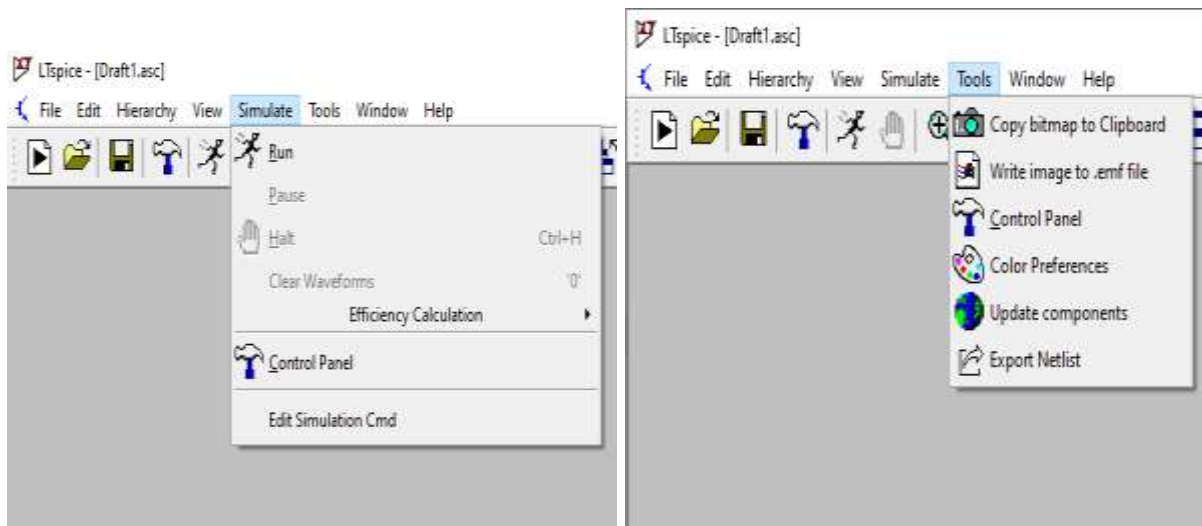 LTspice - [Draft1.asc]
File Edit Hierarchy View Simulate Tools Window Help
Run
Pause
Halt Ctrl+H
Clear Waveforms '0'
Efficiency Calculation
Control Panel
Edit Simulation Cmd
LTspice - [Draft1.asc]
File Edit Hierarchy View Simulate Tools Window Help
Copy bitmap to Clipboard
Write image to .emf file
Control Panel
Color Preferences
Update components
Export Netlist